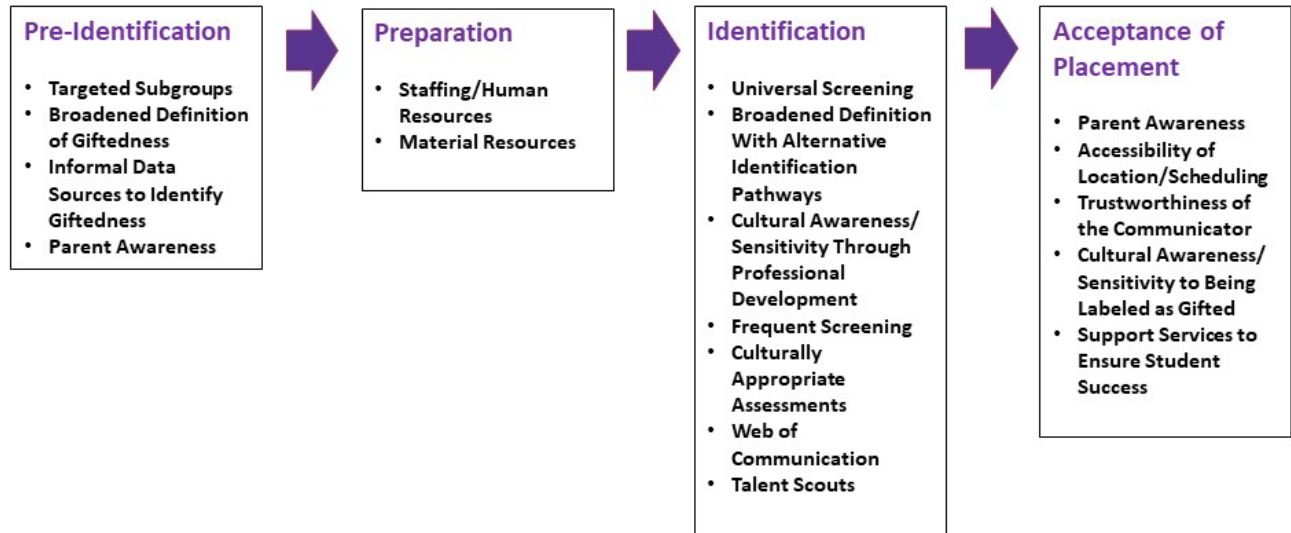 Pre-Identification
• Targeted Subgroups
• Broadened Definition
of Giftedness
• Informal Data
Sources to Identify
Giftedness
• Parent Awareness
Preparation
• Staffing/Human
Resources
• Material Resources
Identification
• Universal Screening
• Broadened Definition
With Alternative
Identification
Pathways
• Cultural Awareness/
Sensitivity Through
Professional
Development
• Frequent Screening
• Culturally
Appropriate
Assessments
• Web of
Communication
• Talent Scouts
Acceptance of
Placement
• Parent Awareness
• Accessibility of
Location/Scheduling
• Trustworthiness of
the Communicator
• Cultural Awareness/
Sensitivity to Being
Labeled as Gifted
• Support Services to
Ensure Student
Success